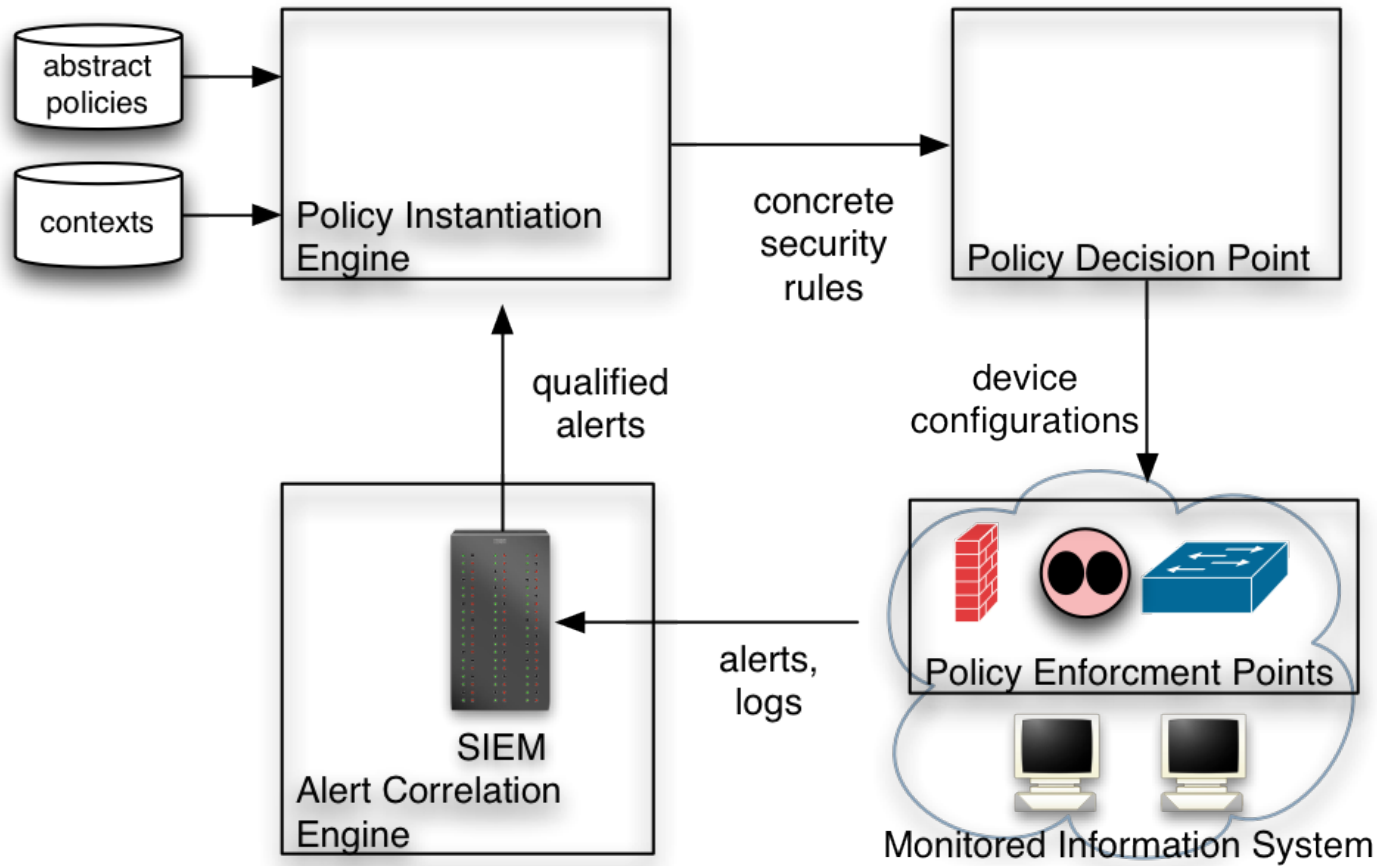 abstract
policies
contexts
Policy Instantiation
Engine
concrete
security
rules
Policy Decision Point
qualified
alerts
device
configurations
alerts,
logs
Policy Enforcment Points
SIEM
Alert Correlation
Engine
Monitored Information System